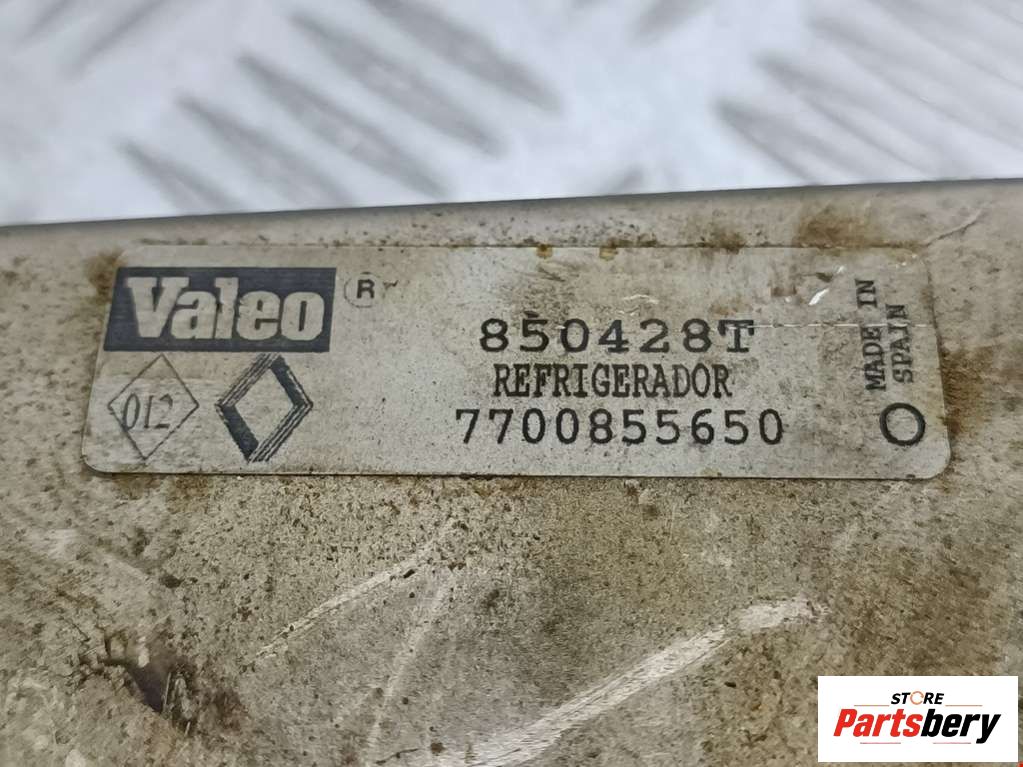 Valeo ®
850428T
REFRIGERADOR
012
7700855650
MADE IN
SPAIN
STORE
Partsbery